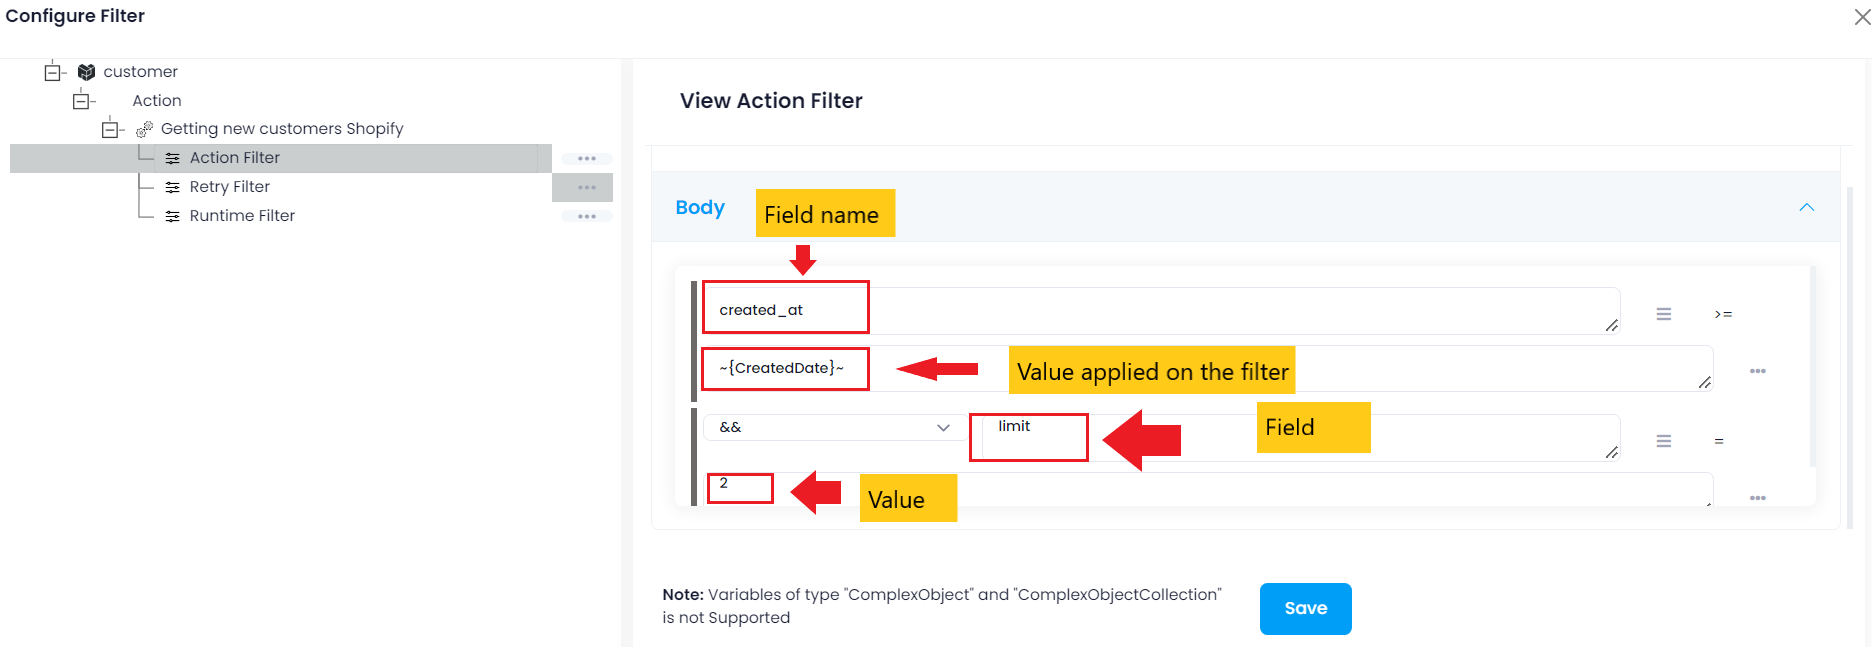 Configure Filter
customer
Action
Getting new customers Shopify
Action Filter
Retry Filter
Runtime Filter
View Action Filter
Body
Field name
created_at
>=
~{CreatedDate}~
Value applied on the filter
&&
limit
Field
=
2
Value
Note: Variables of type "ComplexObject" and "ComplexObjectCollection"
is not Supported
Save